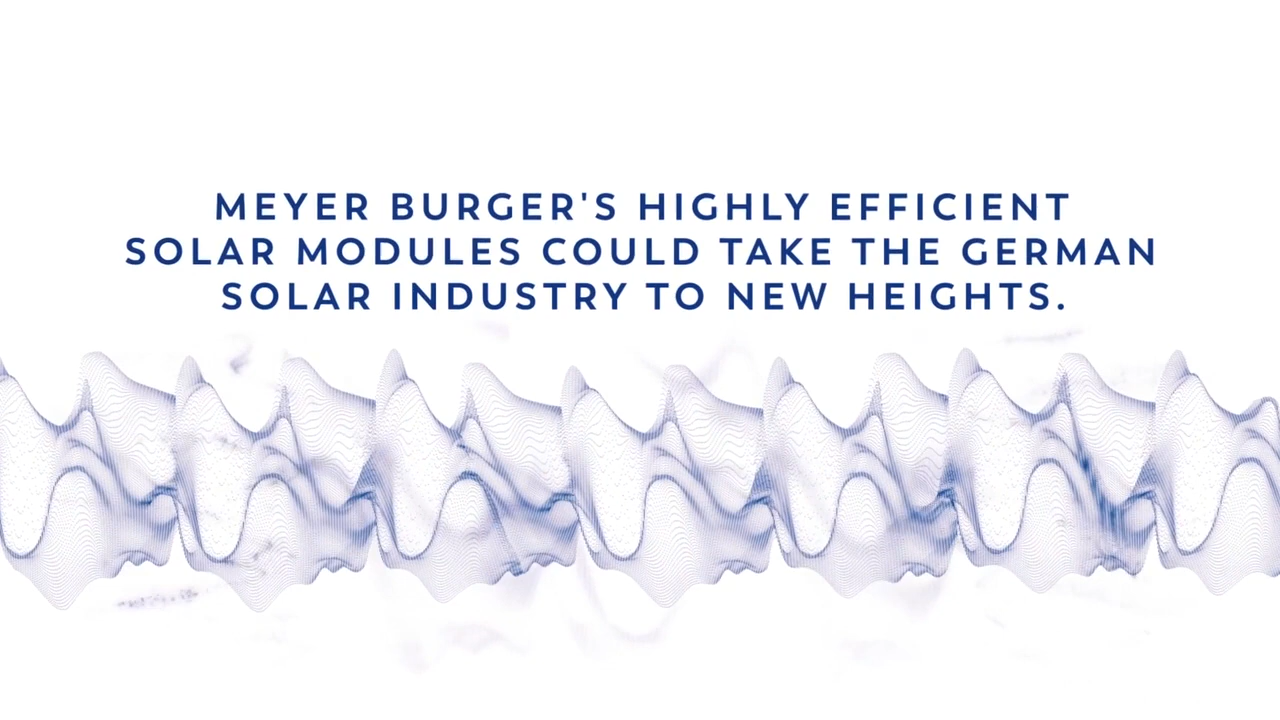 MEYER BURGER'S HIGHLY EFFICIENT
SOLAR MODULES COULD TAKE THE GERMAN
SOLAR INDUSTRY TO NEW HEIGHTS.